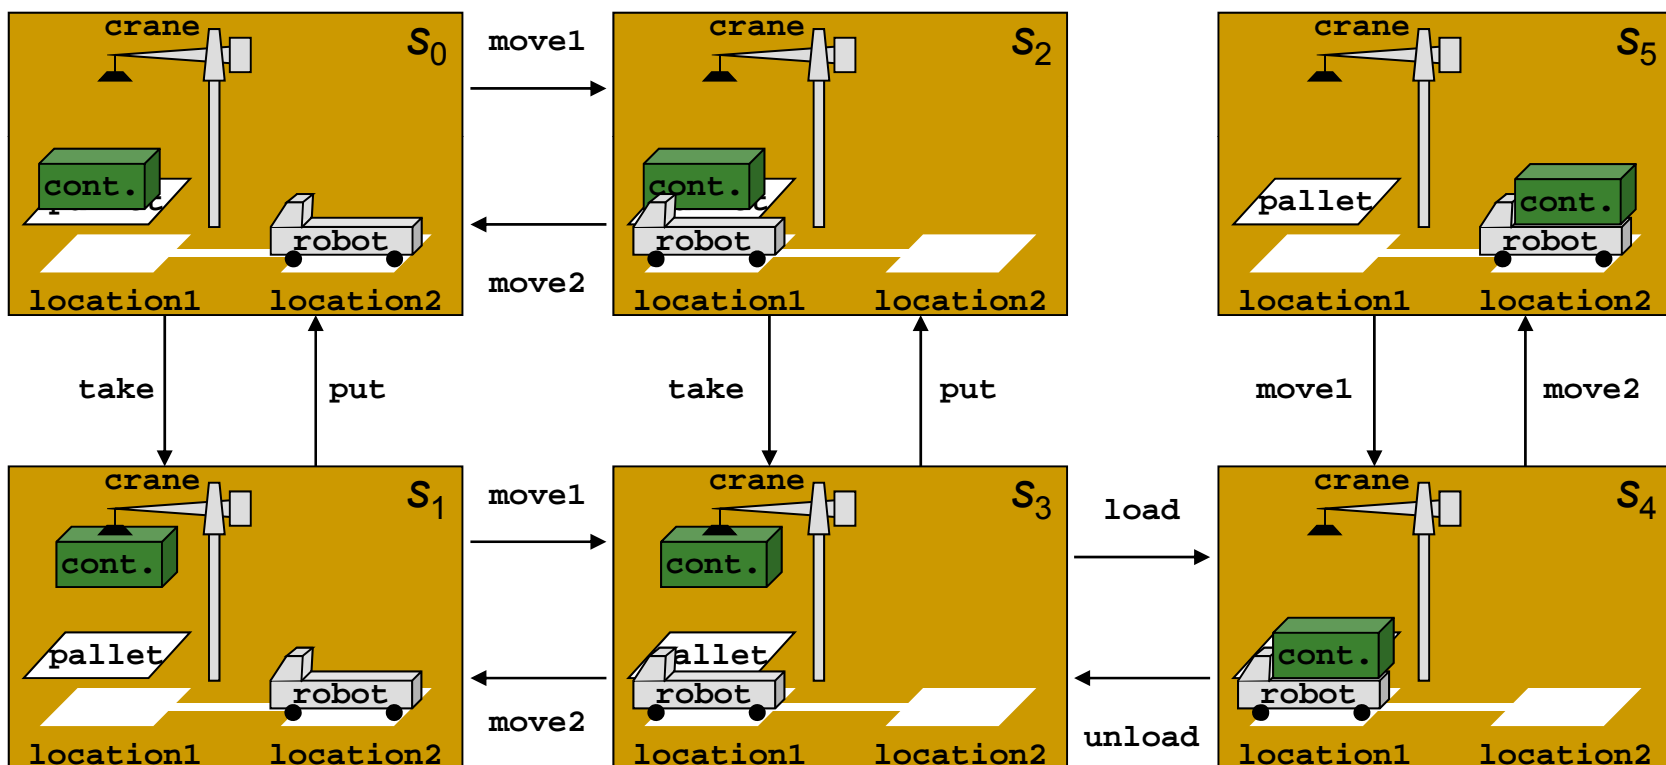 crane s0
move1
crane s2
crane s5
cont.
cont.
cont.
pallet
robot
robot
robot
move2
location1 location2
location1 location2
location1 location2
take
put
take
put
move1
move2
crane s1
move1
crane s3
load
crane s4
cont.
cont.
pallet
allet
cont.
robot
robot
robot
move2
unload
location1 location2
location1 location2
location1 location2